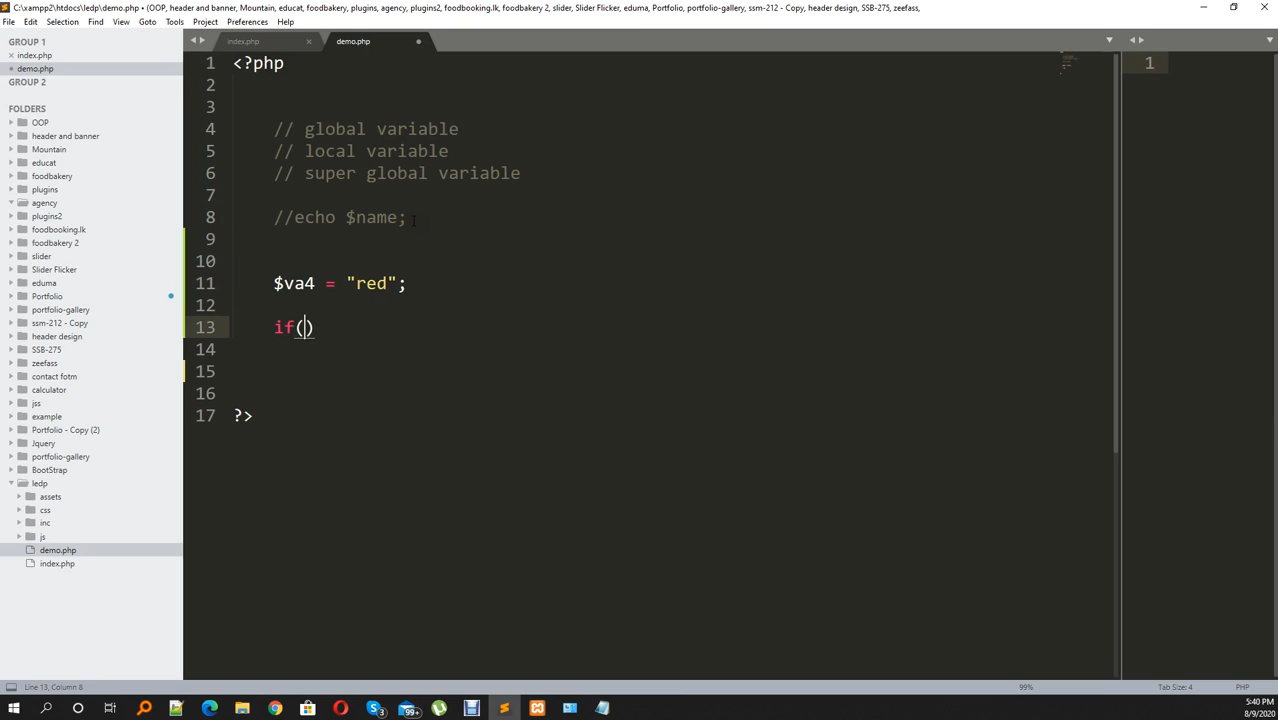 C:\xampp2\htdocs\ledp\demo.php • (OOP, header and banner, Mountain, educat, foodbakery, plugins, agency, plugins2, foodbooking.lk, foodbakery 2, slider, Slider Flicker, eduma, Portfolio, portfolio-gallery, ssm-212 - Copy, header design, SSB-275, zeefass,
File Edit Selection Find View Goto Tools Project Preferences Help
GROUP 1
index.php
demo.php
GROUP 2
FOLDERS
OOP
header and banner
Mountain
educat
foodbakery
plugins
agency
plugins2
foodbooking.lk
foodbakery 2
slider
Slider Flicker
eduma
Portfolio
portfolio-gallery
ssm-212 - Copy
header design
SSB-275
zeefass
contact fotm
calculator
jss
example
Portfolio - Copy (2)
Jquery
portfolio-gallery
BootStrap
ledp
assets
css
inc
js
demo.php
index.php
index.php demo.php
1 <?php
2
3
4 // global variable
5 // local variable
6 // super global variable
7
8 //echo $name;
9
10
11 $va4 = "red";
12
13 if()
14
15
16
17 ?>
1
Line 13, Column 8 99% Tab Size: 4 PHP
3 99+ 5:40 PM
8/9/2020